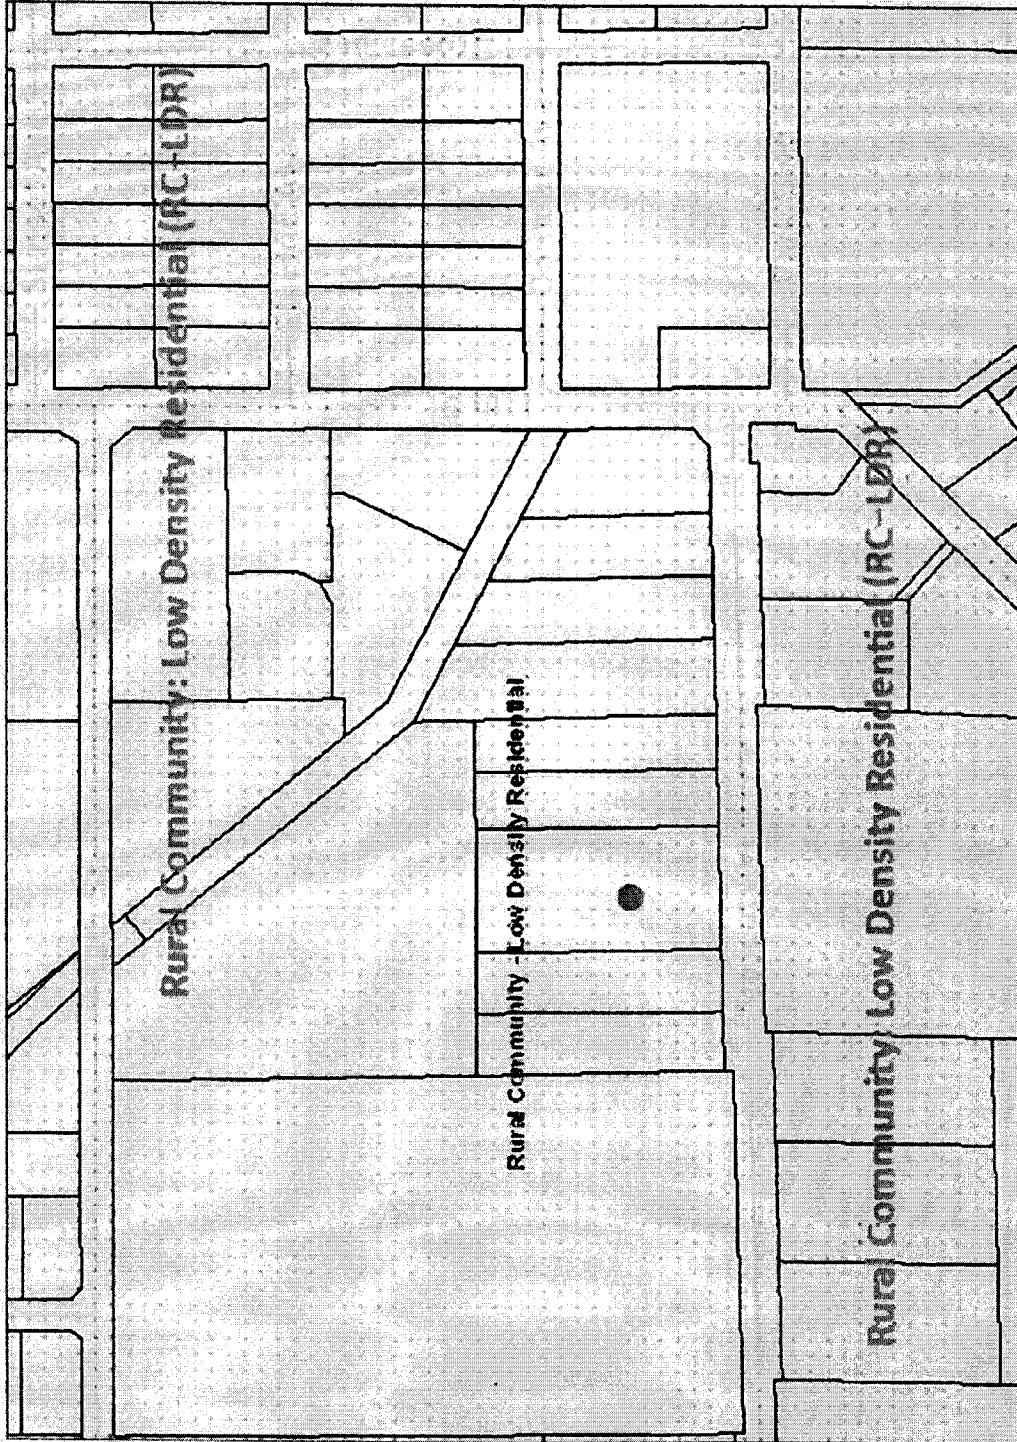 Rural Community: Low Density Residential (RC-LDR)
Rural Community - Low Density Residential
Rural Community: Low Density Residential (RC-LDR)